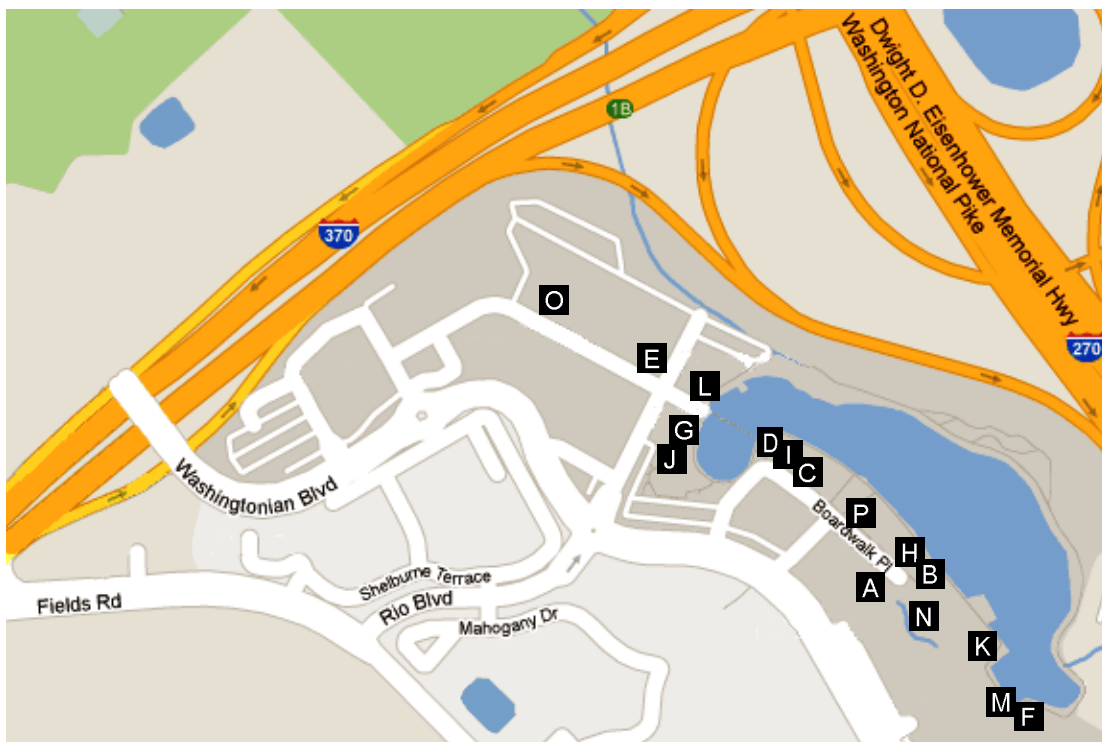 Dwight D. Eisenhower Memorial Hwy
Washington National Pike
1B
370
270
O
E
L
G
J
D
I
C
P
H
B
A
N
K
M
F
Washingtonian Blvd
Boardwalk Pl
Shelburne Terrace
Rio Blvd
Fields Rd
Mahogany Dr